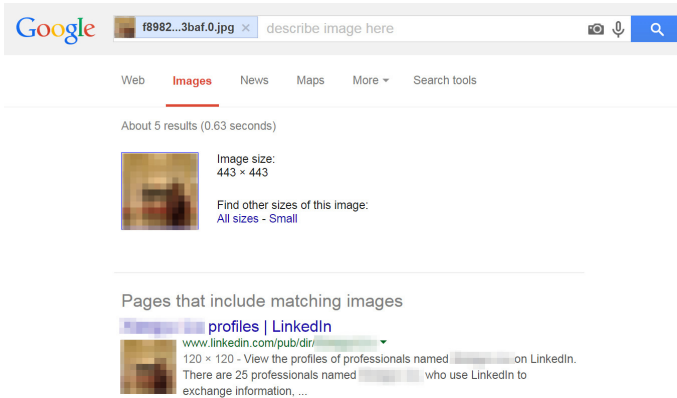 Google f8982...3baf.0.jpg × describe image here
Web Images News Maps More Search tools
About 5 results (0.63 seconds)
Image size:
443 × 443
Find other sizes of this image:
All sizes - Small
Pages that include matching images
profiles | LinkedIn
www.linkedin.com/pub/dir/
120 × 120 - View the profiles of professionals named on LinkedIn.
There are 25 professionals named who use LinkedIn to
exchange information, ...